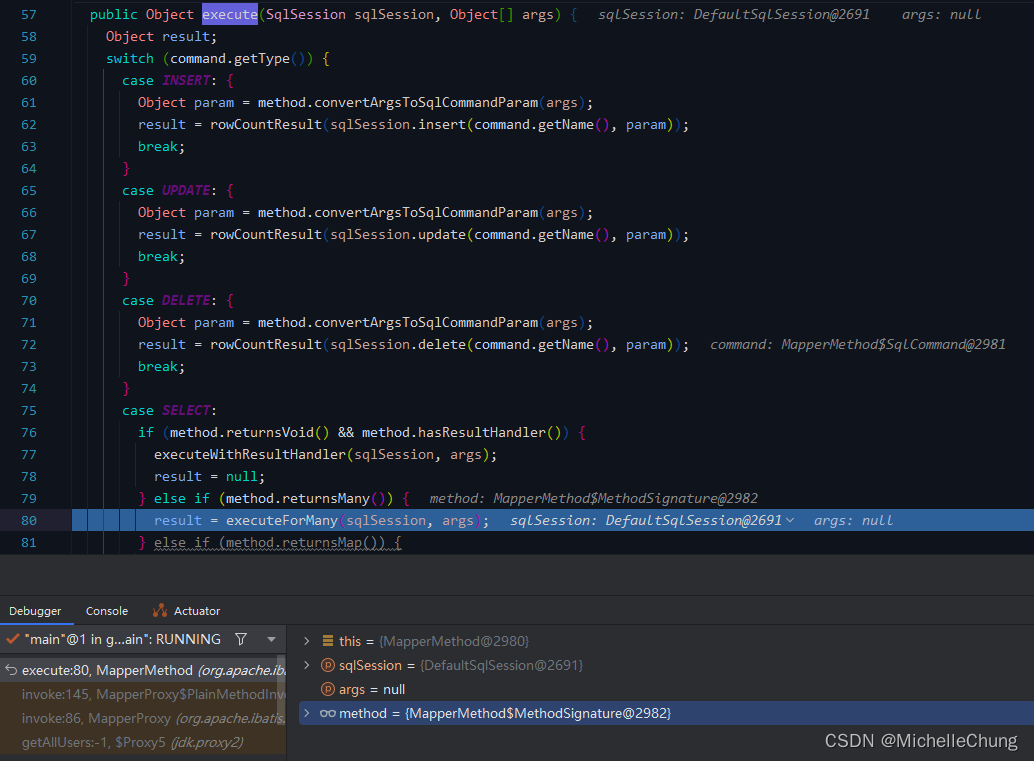 57 public Object execute(SqlSession sqlSession, Object[] args) { sqlSession: DefaultSqlSession@2691 args: null
58 Object result;
59 switch (command.getType()) {
60 case INSERT: {
61 Object param = method.convertArgsToSqlCommandParam(args);
62 result = rowCountResult(sqlSession.insert(command.getName(), param));
63 break;
64 }
65 case UPDATE: {
66 Object param = method.convertArgsToSqlCommandParam(args);
67 result = rowCountResult(sqlSession.update(command.getName(), param));
68 break;
69 }
70 case DELETE: {
71 Object param = method.convertArgsToSqlCommandParam(args);
72 result = rowCountResult(sqlSession.delete(command.getName(), param)); command: MapperMethod$SqlCommand@2981
73 break;
74 }
75 case SELECT:
76 if (method.returnsVoid() && method.hasResultHandler()) {
77 executeWithResultHandler(sqlSession, args);
78 result = null;
79 } else if (method.returnsMany()) { method: MapperMethod$MethodSignature@2982
80 result = executeForMany(sqlSession, args); sqlSession: DefaultSqlSession@2691 args: null
81 } else if (method.returnsMap()) {
Debugger Console Actuator
"main"@1 in g...ain": RUNNING
execute:80, MapperMethod (org.apache.ib
invoke:145, MapperProxy$PlainMethodInv
invoke:86, MapperProxy (org.apache.ibatis.
getAllUsers:-1, $Proxy5 (jdk.proxy2)
this = {MapperMethod@2980}
sqlSession = {DefaultSqlSession@2691}
args = null
method = {MapperMethod$MethodSignature@2982}
CSDN @MichelleChung